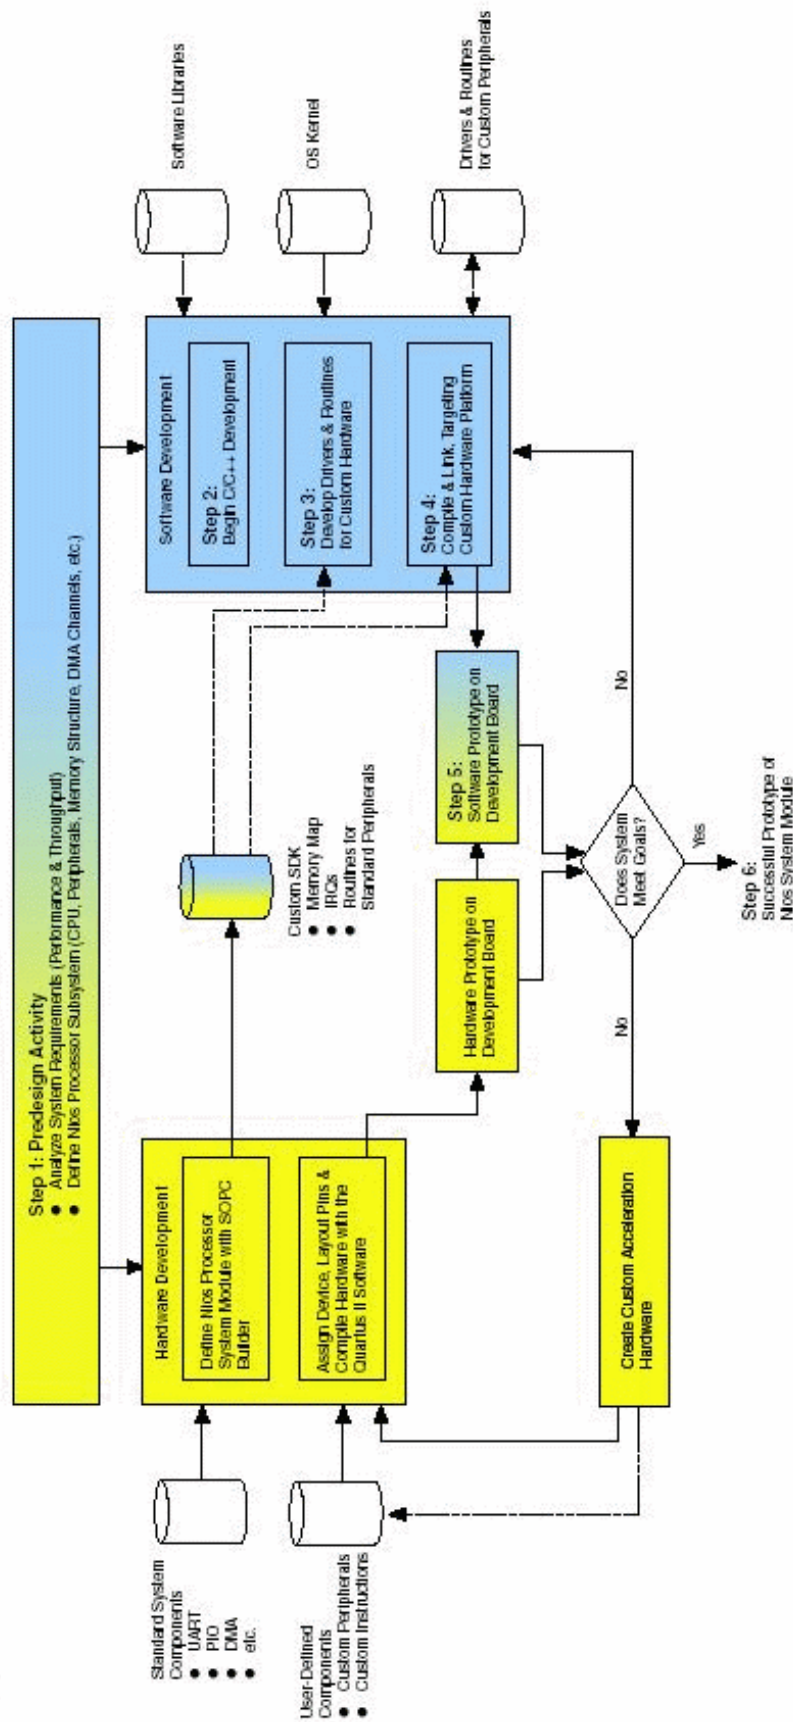 Step 1: Predesign Activity
● Analyze System Requirements (Performance & Throughput)
● Define Nios Processor Subsystem (CPU, Peripherals, Memory Structure, DMA Channels, etc.)
Standard System
Components
● UART
● PIO
● DMA
● etc.
User-Defined
Components
● Custom Peripherals
● Custom Instructions
Hardware Development
Define Nios Processor
System Module with SOPC
Builder
Assign Device, Layout Pins &
Compile Hardware with the
Quartus II Software
Custom SDK
● Memory Map
● IRQs
● Routines for
Standard Peripherals
Software Development
Step 2:
Begin C/C++ Development
Step 3:
Develop Drivers & Routines
for Custom Hardware
Step 4:
Compile & Link, Targeting
Custom Hardware Platform
Software Libraries
OS Kernel
Drivers & Routines
for Custom Peripherals
Hardware Prototype on
Development Board
Step 5:
Software Prototype on
Development Board
Does System
Meet Goals?
No
No
Yes
Create Custom Acceleration
Hardware
Step 6:
Successful Prototype of
Nios System Module